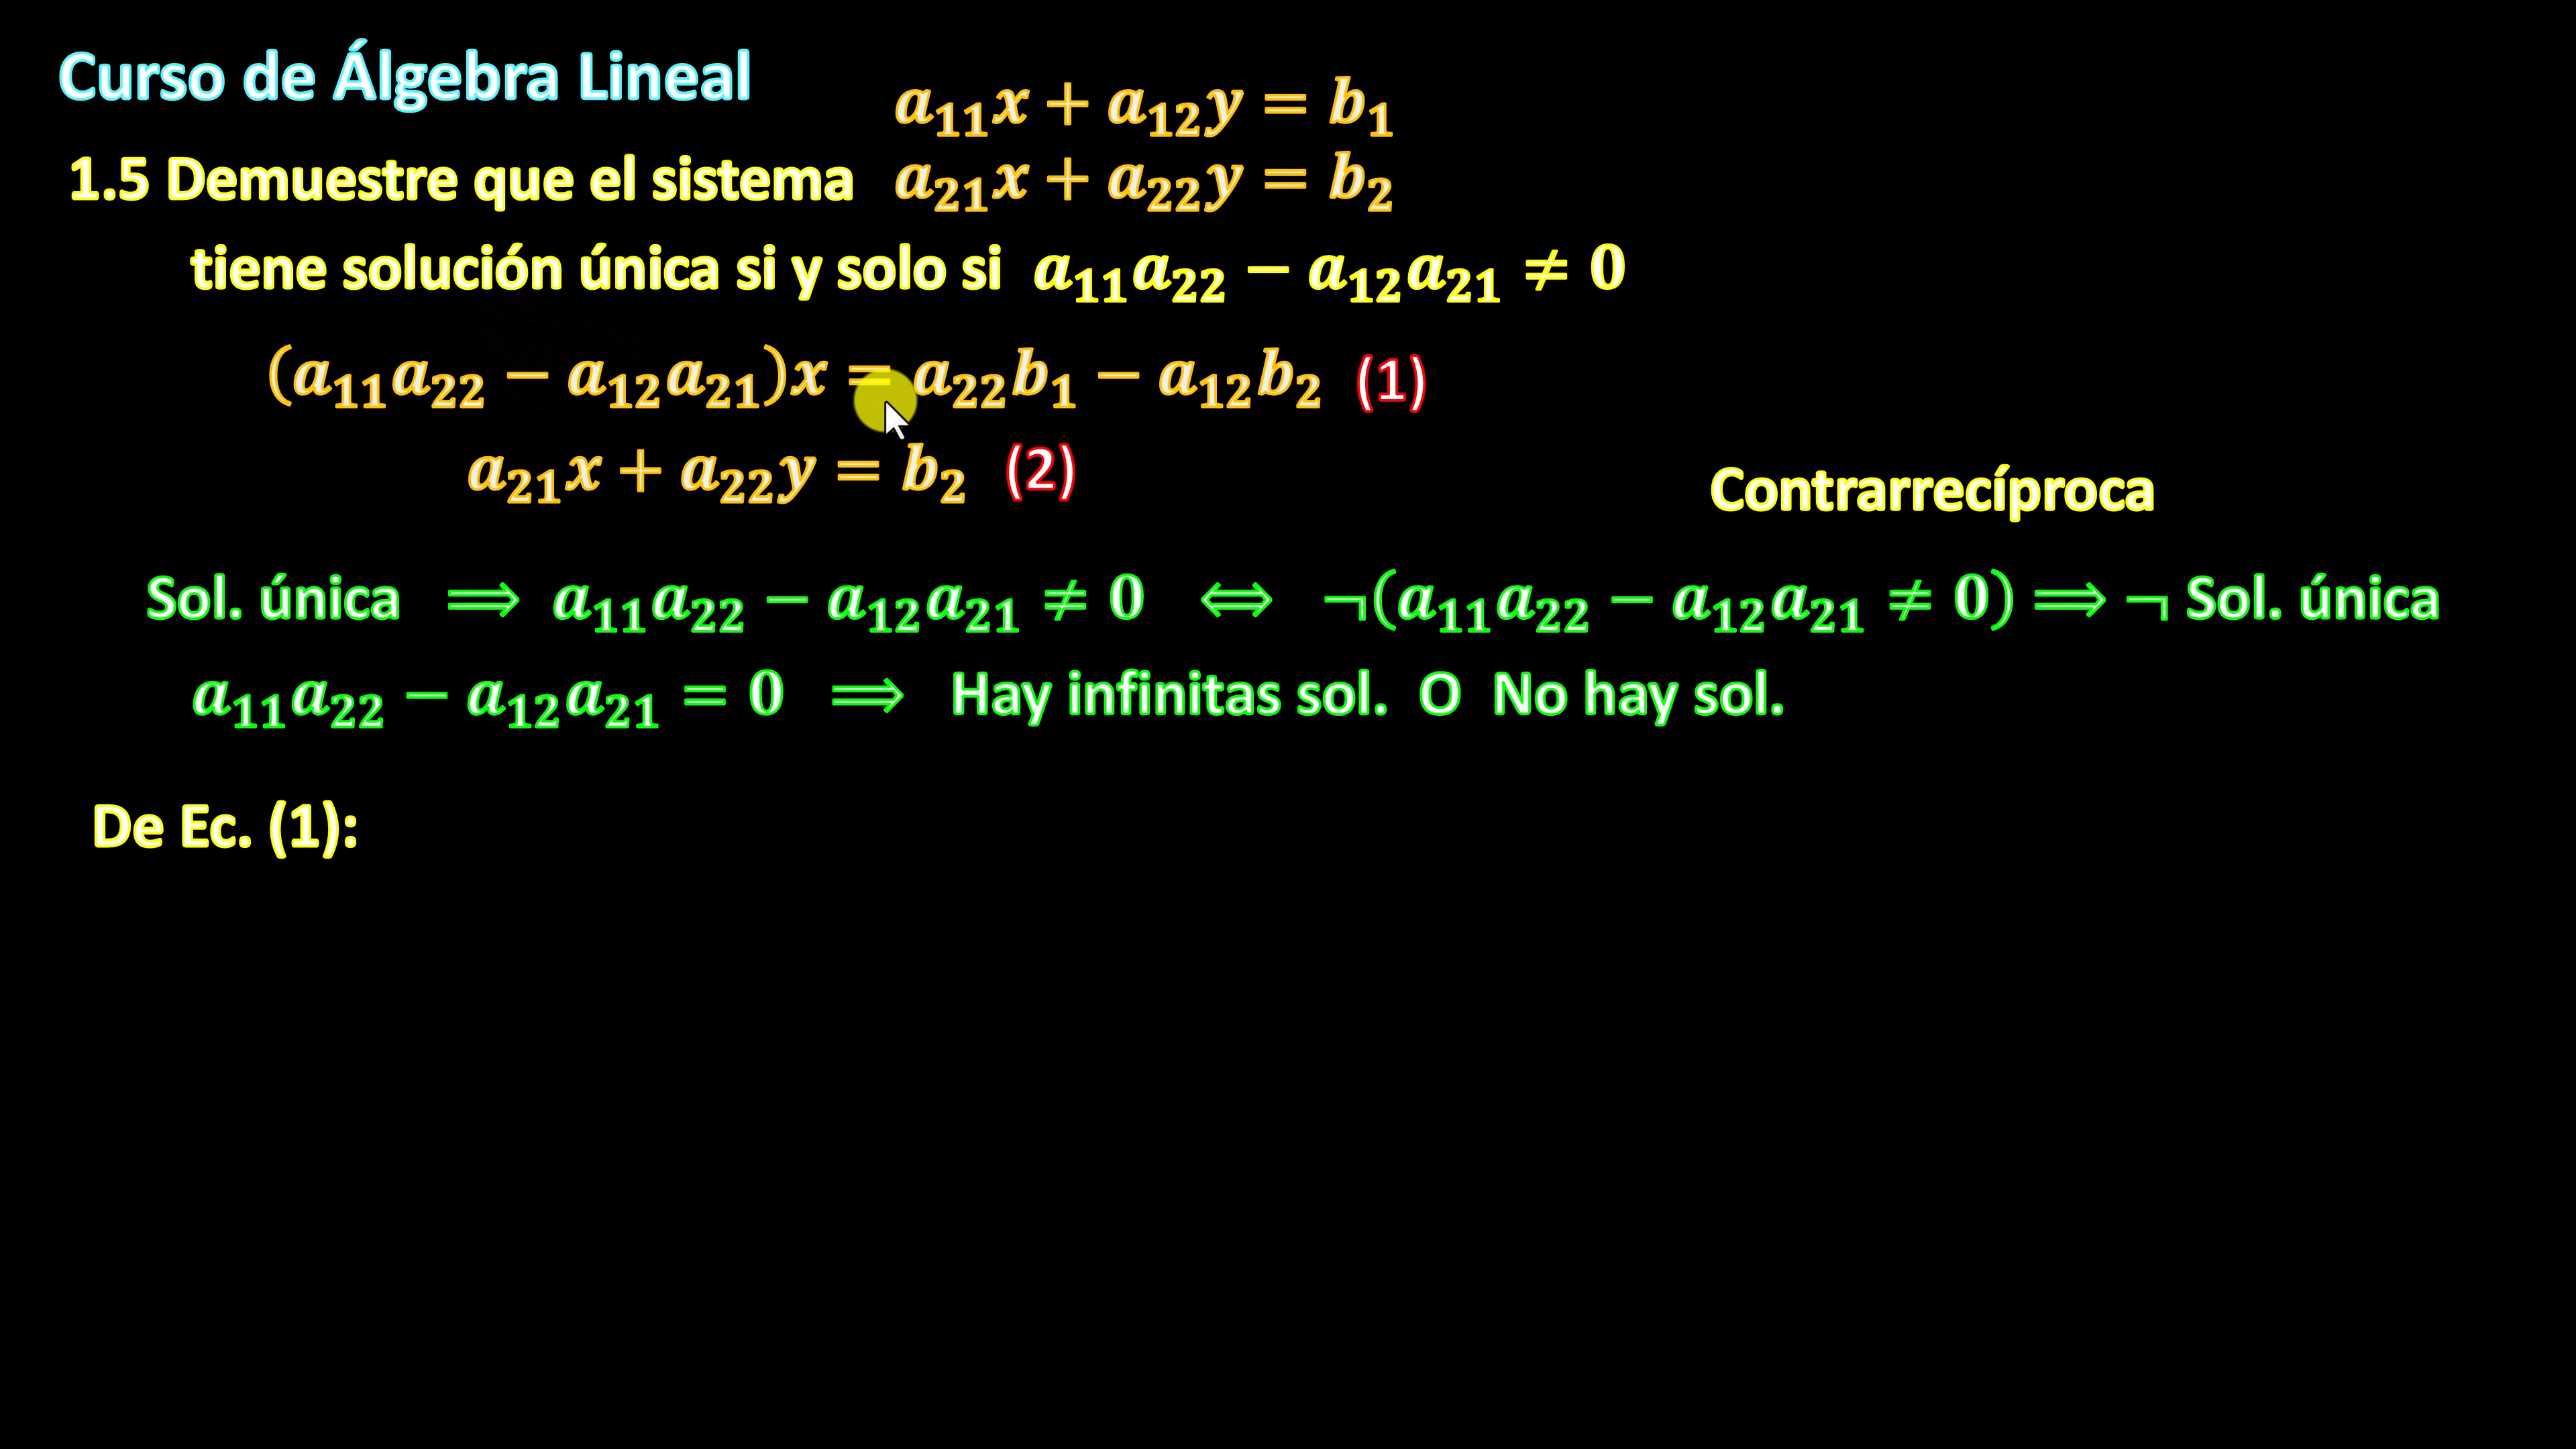 Curso de Álgebra Lineal
a₁₁x + a₁₂y = b₁
1.5 Demuestre que el sistema a₂₁x + a₂₂y = b₂
tiene solución única si y solo si a₁₁a₂₂ − a₁₂a₂₁ ≠ 0
(a₁₁a₂₂ − a₁₂a₂₁)x = a₂₂b₁ − a₁₂b₂ (1)
a₂₁x + a₂₂y = b₂ (2)
Contrarrecíproca
Sol. única ⟹ a₁₁a₂₂ − a₁₂a₂₁ ≠ 0 ⟺ ¬(a₁₁a₂₂ − a₁₂a₂₁ ≠ 0) ⟹ ¬ Sol. única
a₁₁a₂₂ − a₁₂a₂₁ = 0 ⟹ Hay infinitas sol. O No hay sol.
De Ec. (1):